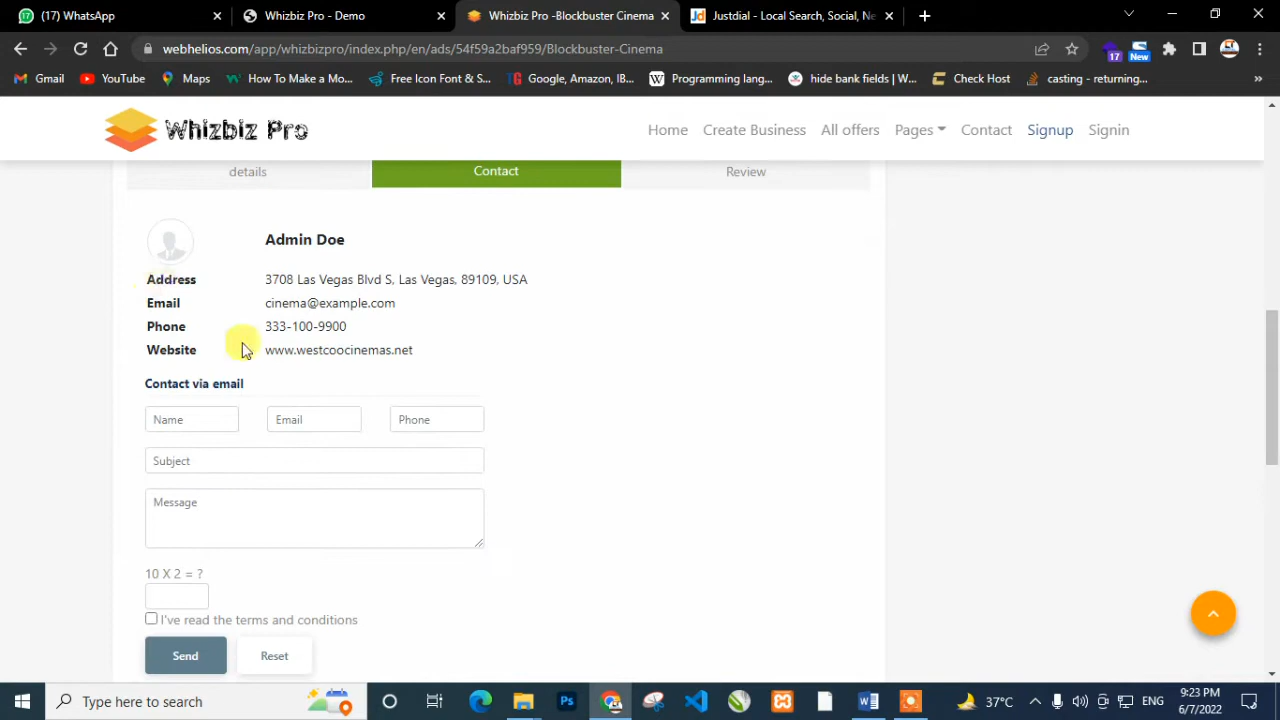 (17) WhatsApp
Whizbiz Pro - Demo
Whizbiz Pro -Blockbuster Cinema
Justdial - Local Search, Social, Ne
webhelios.com/app/whizbizpro/index.php/en/ads/54f59a2baf959/Blockbuster-Cinema
17
New
Gmail
YouTube
Maps
How To Make a Mo...
Free Icon Font & S...
Google, Amazon, IB...
Programming lang...
hide bank fields | W...
Check Host
casting - returning...
»
Whizbiz Pro
Home
Create Business
All offers
Pages
Contact
Signup
Signin
details
Contact
Review
Admin Doe
Address 3708 Las Vegas Blvd S, Las Vegas, 89109, USA
Email cinema@example.com
Phone 333-100-9900
Website www.westcoocinemas.net
Contact via email
Name
Email
Phone
Subject
Message
10 X 2 = ?
I've read the terms and conditions
Send
Reset
Type here to search
37°C
ENG
9:23 PM
6/7/2022